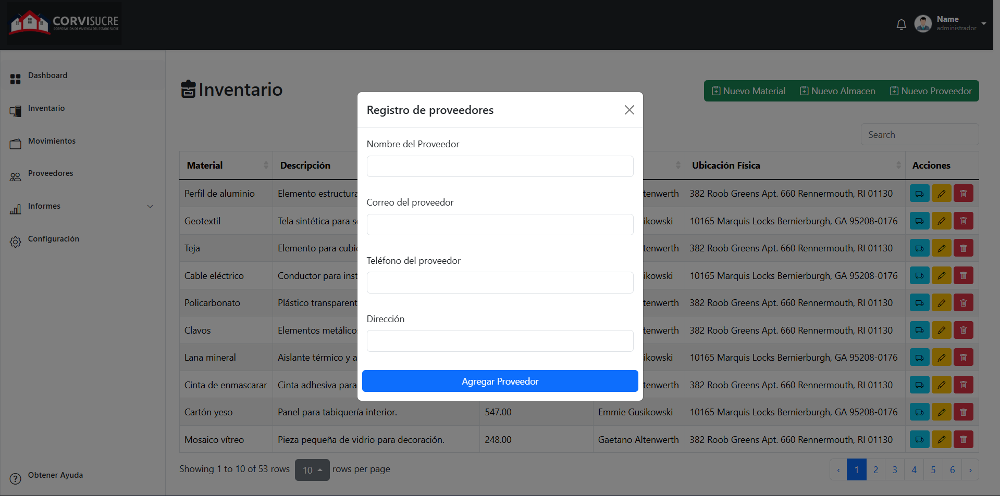 CORVISUCRE
CORPORACIÓN DE VIVIENDA DEL ESTADO SUCRE
Name
administrador
Dashboard
Inventario
Movimientos
Proveedores
Informes
Configuración
Obtener Ayuda
Inventario
Nuevo Material Nuevo Almacen Nuevo Proveedor
Search
Registro de proveedores
Nombre del Proveedor
Correo del proveedor
Teléfono del proveedor
Dirección
Agregar Proveedor
Material Descripción Ubicación Física Acciones
Perfil de aluminio Elemento estructura tenwerth 382 Roob Greens Apt. 660 Rennermouth, RI 01130
Geotextil Tela sintética para ikowski 10165 Marquis Locks Bernierburgh, GA 95208-0176
Teja Elemento para cubi tenwerth 382 Roob Greens Apt. 660 Rennermouth, RI 01130
Cable eléctrico Conductor para inst ikowski 10165 Marquis Locks Bernierburgh, GA 95208-0176
Policarbonato Plástico transparent tenwerth 382 Roob Greens Apt. 660 Rennermouth, RI 01130
Clavos Elementos metálico tenwerth 382 Roob Greens Apt. 660 Rennermouth, RI 01130
Lana mineral Aislante térmico y a ikowski 10165 Marquis Locks Bernierburgh, GA 95208-0176
Cinta de enmascarar Cinta adhesiva para tenwerth 382 Roob Greens Apt. 660 Rennermouth, RI 01130
Cartón yeso Panel para tabiquería interior. 547.00 Emmie Gusikowski 10165 Marquis Locks Bernierburgh, GA 95208-0176
Mosaico vítreo Pieza pequeña de vidrio para decoración. 248.00 Gaetano Altenwerth 382 Roob Greens Apt. 660 Rennermouth, RI 01130
Showing 1 to 10 of 53 rows 10 rows per page
‹ 1 2 3 4 5 6 ›